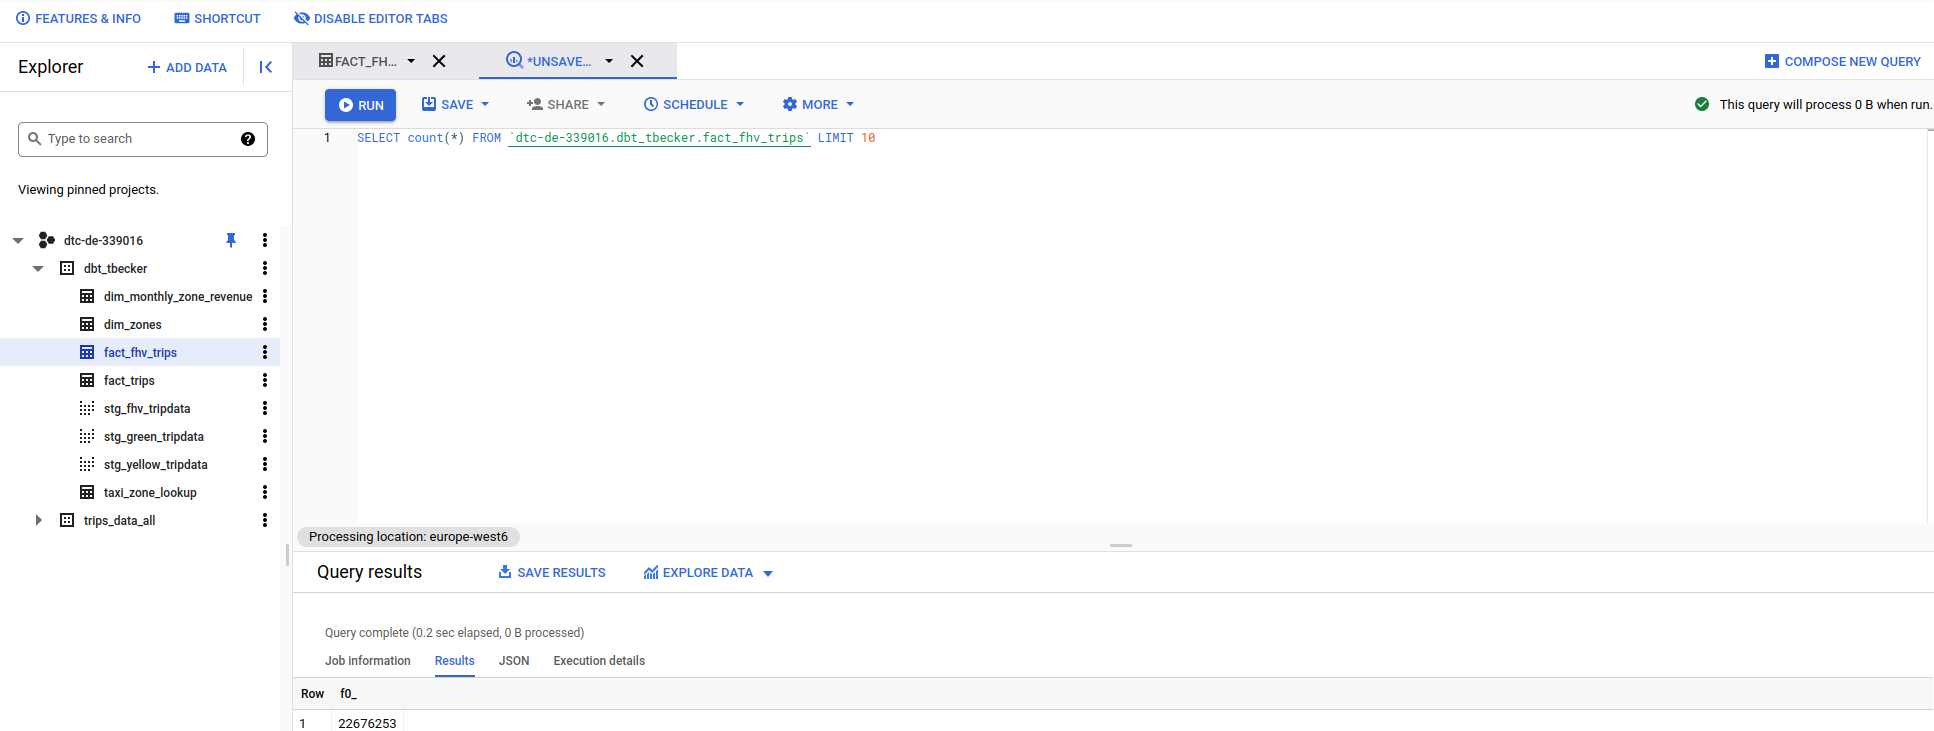 FEATURES & INFO SHORTCUT DISABLE EDITOR TABS
Explorer ADD DATA
Type to search
Viewing pinned projects.
dtc-de-339016
dbt_tbecker
dim_monthly_zone_revenue
dim_zones
fact_fhv_trips
fact_trips
stg_fhv_tripdata
stg_green_tripdata
stg_yellow_tripdata
taxi_zone_lookup
trips_data_all
FACT_FH... *UNSAVE... COMPOSE NEW QUERY
RUN SAVE SHARE SCHEDULE MORE This query will process 0 B when run.
1 SELECT count(*) FROM `dtc-de-339016.dbt_tbecker.fact_fhv_trips` LIMIT 10
Processing location: europe-west6
Query results SAVE RESULTS EXPLORE DATA
Query complete (0.2 sec elapsed, 0 B processed)
Job information Results JSON Execution details
Row f0_
1 22676253